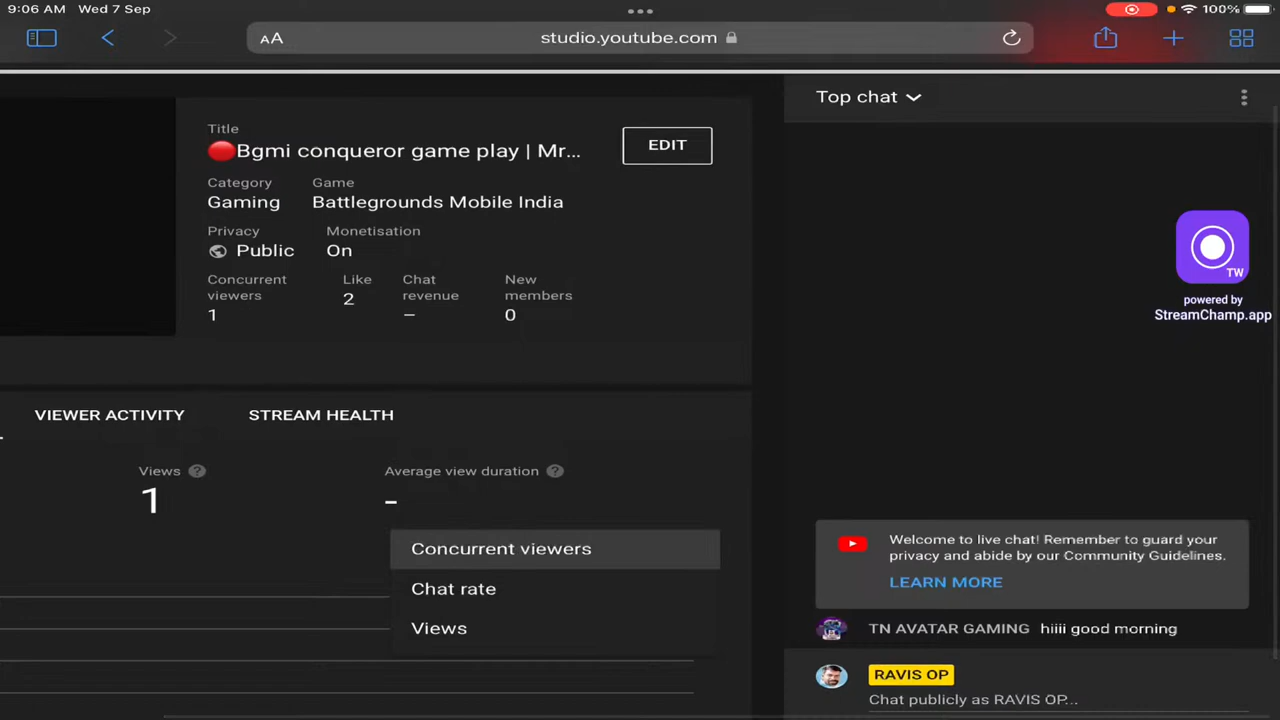 9:06 AM Wed 7 Sep
100%
AA
studio.youtube.com
Title
🔴Bgmi conqueror game play | Mr...
EDIT
Category
Gaming
Game
Battlegrounds Mobile India
Privacy
Public
Monetisation
On
Concurrent
viewers
1
Like
2
Chat
revenue
–
New
members
0
VIEWER ACTIVITY
STREAM HEALTH
Views ?
1
Average view duration ?
-
Concurrent viewers
Chat rate
Views
Top chat
TW
powered by
StreamChamp.app
Welcome to live chat! Remember to guard your
privacy and abide by our Community Guidelines.
LEARN MORE
TN AVATAR GAMING hiiii good morning
RAVIS OP
Chat publicly as RAVIS OP...